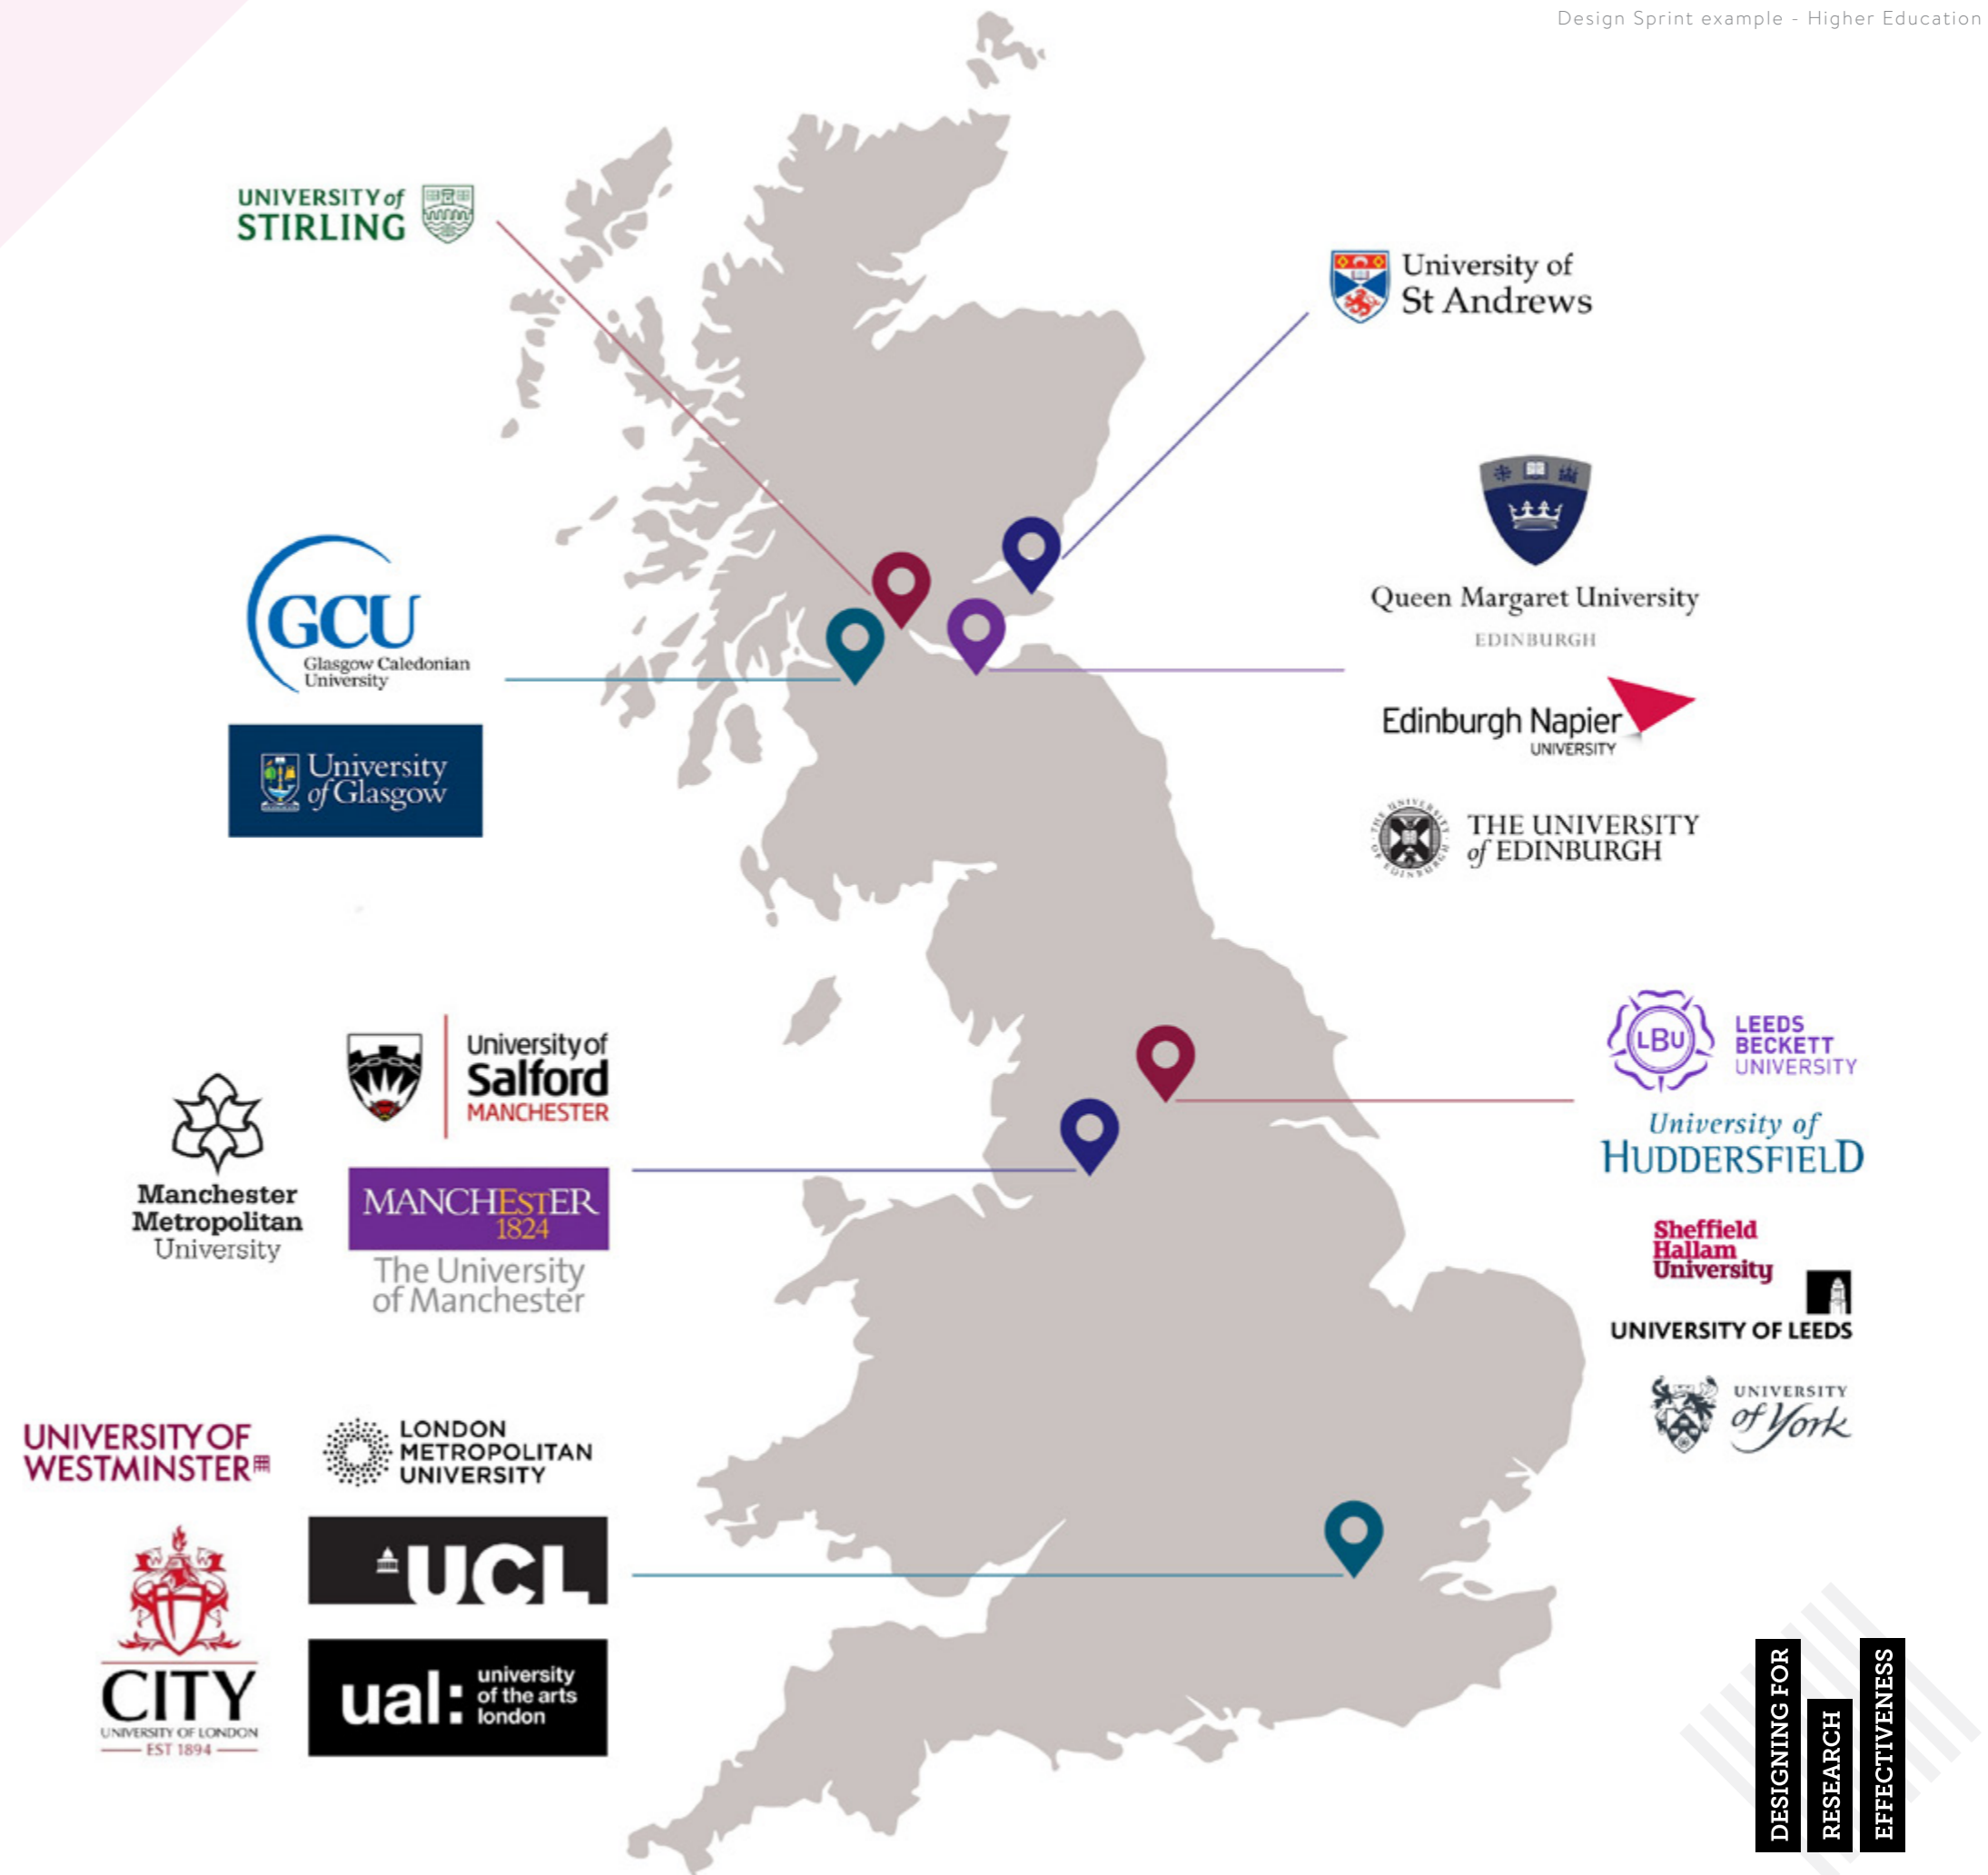 Design Sprint example - Higher Education
UNIVERSITY of
STIRLING
University of
St Andrews
GCU
Glasgow Caledonian
University
University
of Glasgow
Queen Margaret University
EDINBURGH
Edinburgh Napier
UNIVERSITY
THE UNIVERSITY OF EDINBURGH
THE UNIVERSITY
of EDINBURGH
University of
Salford
MANCHESTER
Manchester
Metropolitan
University
MANCHESTER
1824
The University
of Manchester
LBU
LEEDS
BECKETT
UNIVERSITY
University of
HUDDERSFIELD
Sheffield
Hallam
University
UNIVERSITY OF LEEDS
UNIVERSITY
of York
UNIVERSITY OF
WESTMINSTER
LONDON
METROPOLITAN
UNIVERSITY
UCL
CITY
UNIVERSITY OF LONDON
EST 1894
ual:
university
of the arts
london
DESIGNING FOR
RESEARCH
EFFECTIVENESS